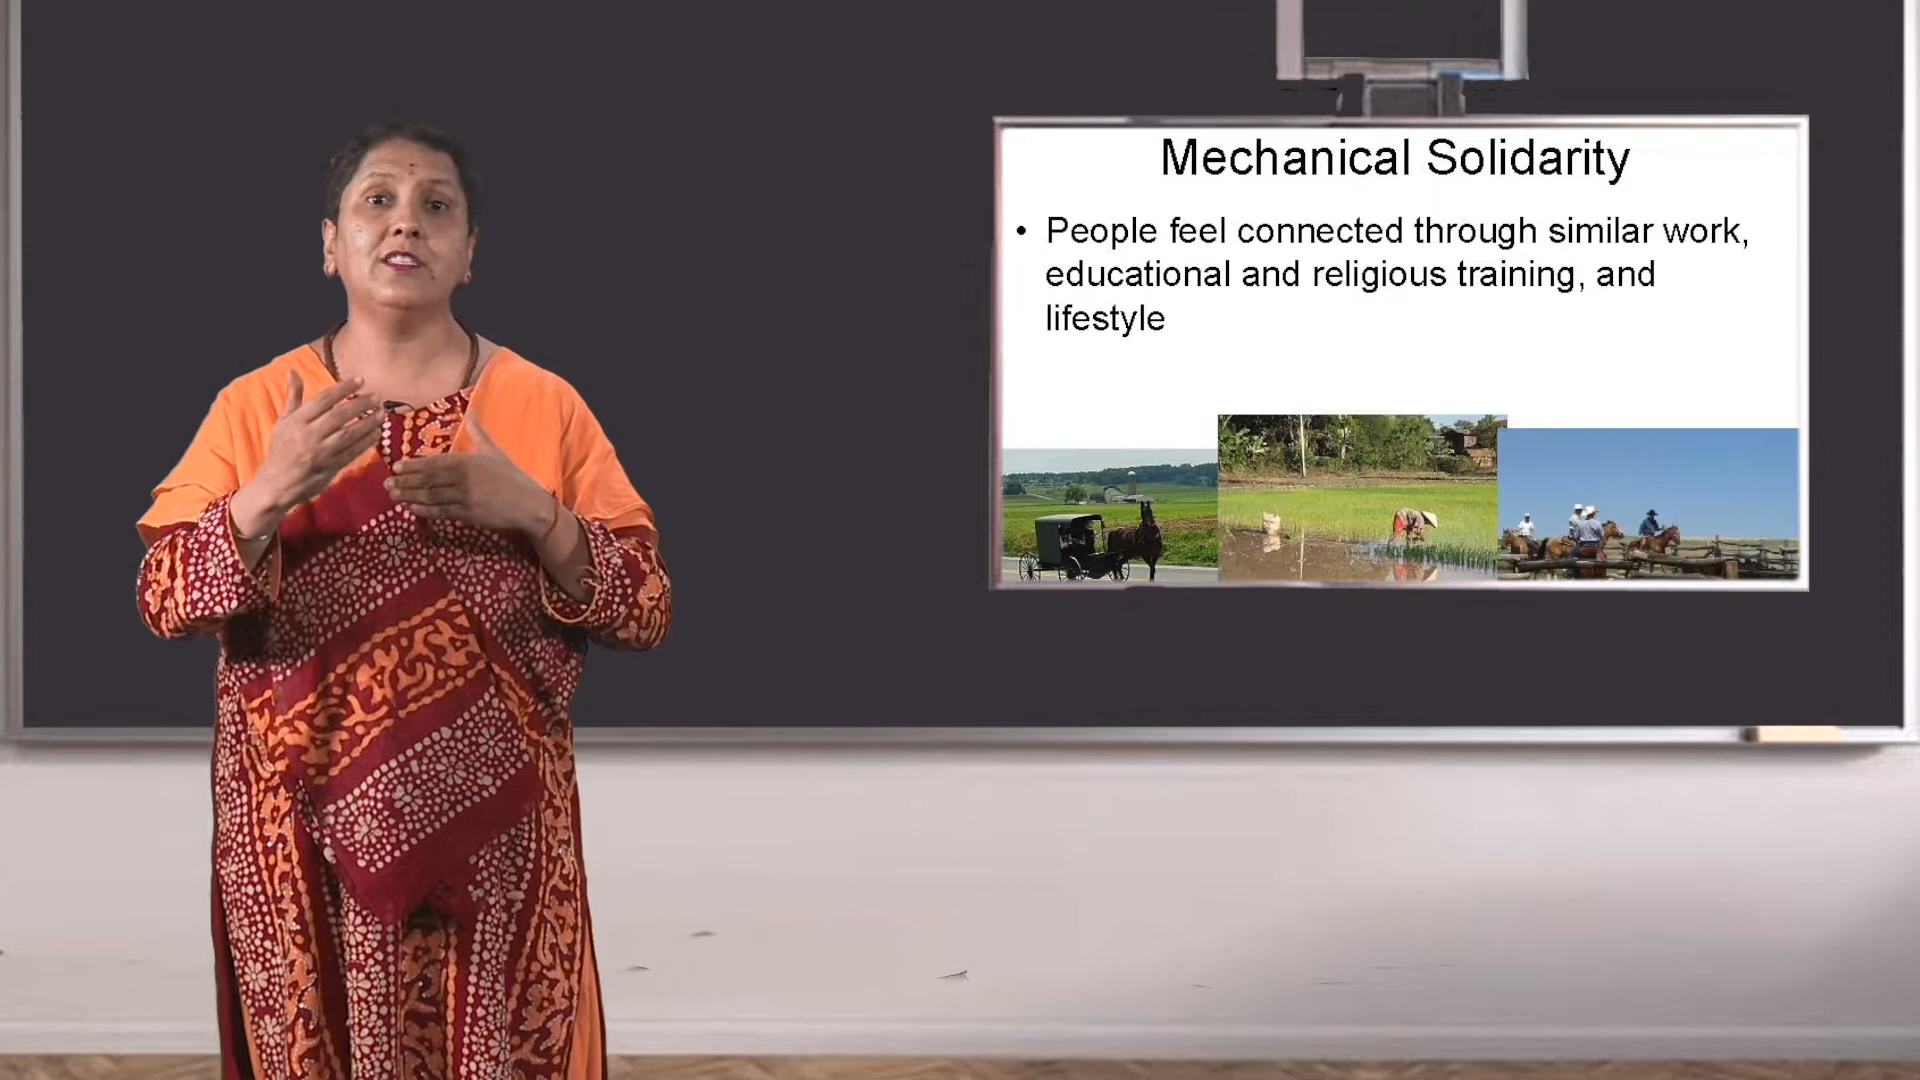 Mechanical Solidarity
• People feel connected through similar work,
educational and religious training, and
lifestyle